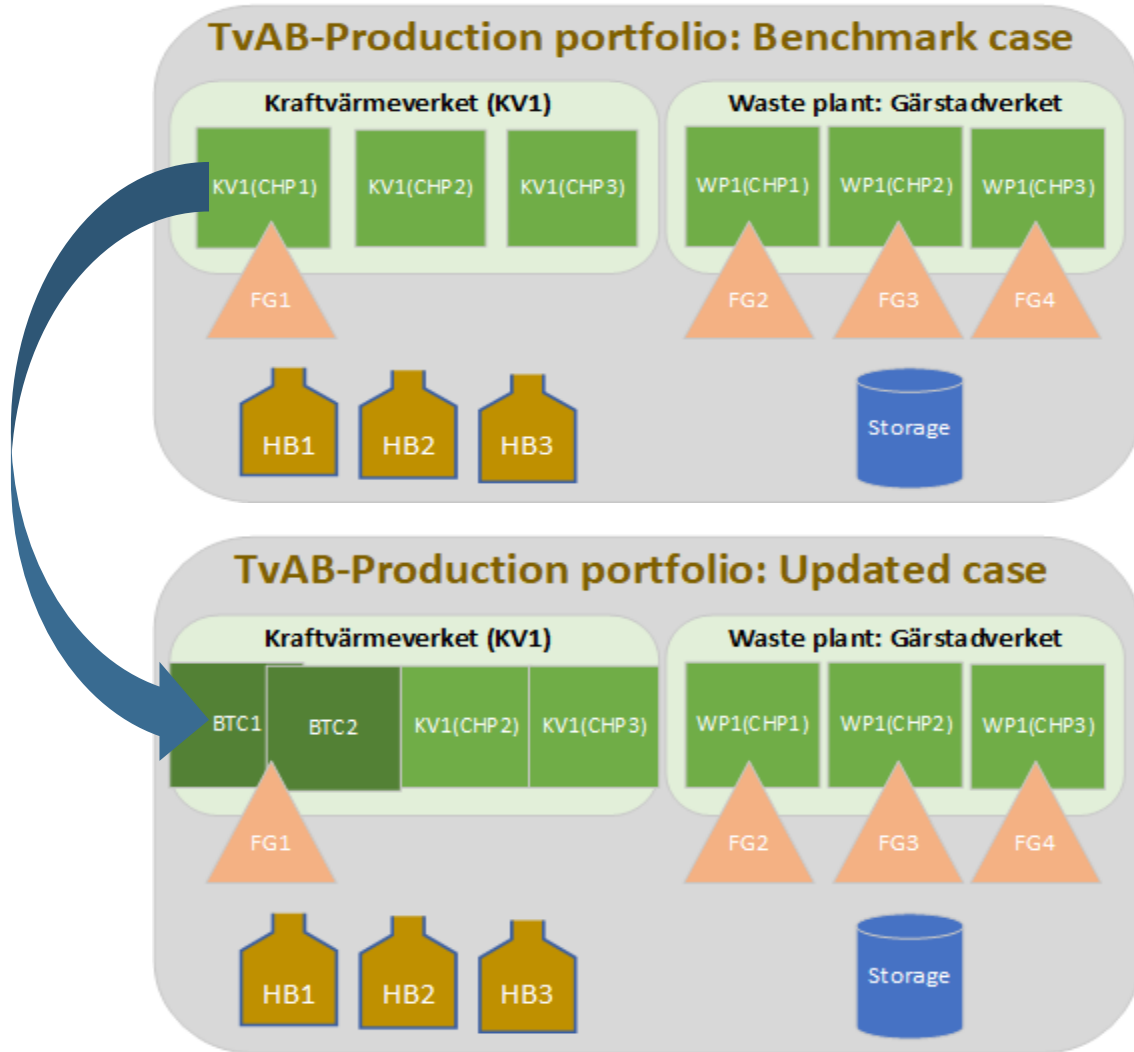 TvAB-Production portfolio: Benchmark case
Kraftvärmeverket (KV1)
Waste plant: Gärstadverket
KV1(CHP1)
KV1(CHP2)
KV1(CHP3)
WP1(CHP1)
WP1(CHP2)
WP1(CHP3)
FG1
FG2
FG3
FG4
HB1
HB2
HB3
Storage
TvAB-Production portfolio: Updated case
Kraftvärmeverket (KV1)
Waste plant: Gärstadverket
BTC1
BTC2
KV1(CHP2)
KV1(CHP3)
WP1(CHP1)
WP1(CHP2)
WP1(CHP3)
FG1
FG2
FG3
FG4
HB1
HB2
HB3
Storage